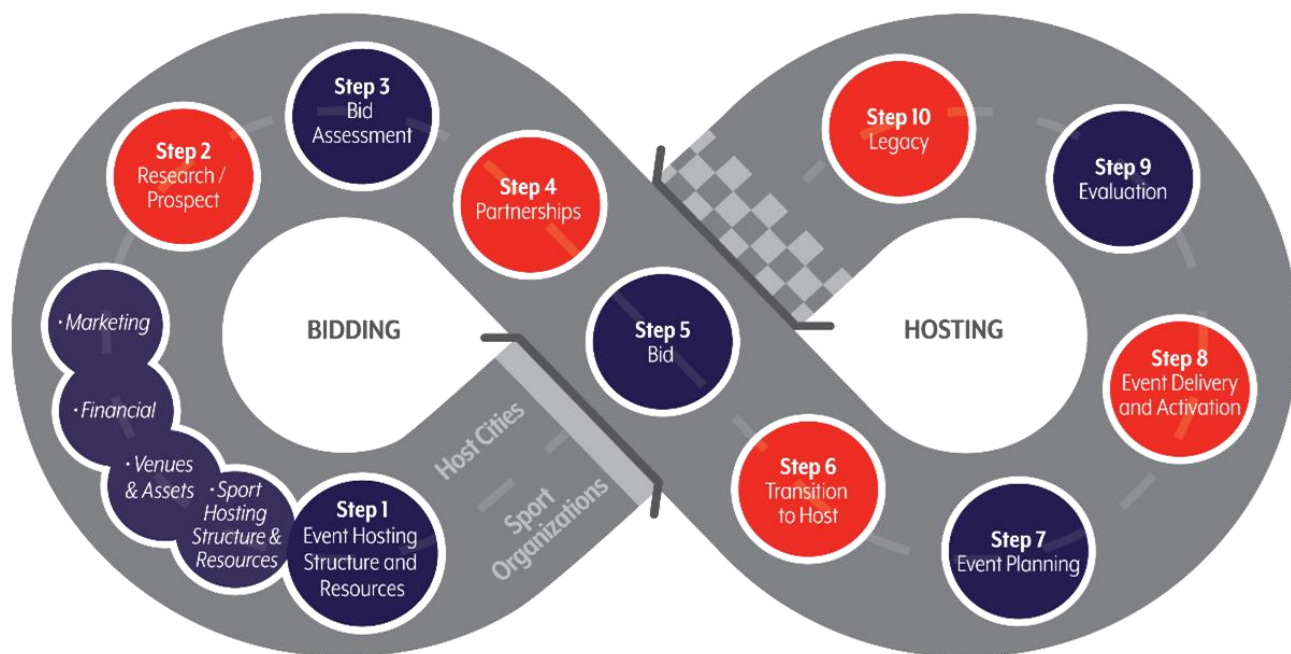 Step 1
Event Hosting
Structure and
Resources
· Sport
Hosting
Structure &
Resources
· Venues
& Assets
· Financial
· Marketing
Step 2
Research /
Prospect
Step 3
Bid
Assessment
Step 4
Partnerships
BIDDING
Host Cities
Sport
Organizations
Step 5
Bid
Step 6
Transition
to Host
Step 7
Event Planning
Step 8
Event Delivery
and Activation
Step 9
Evaluation
Step 10
Legacy
HOSTING